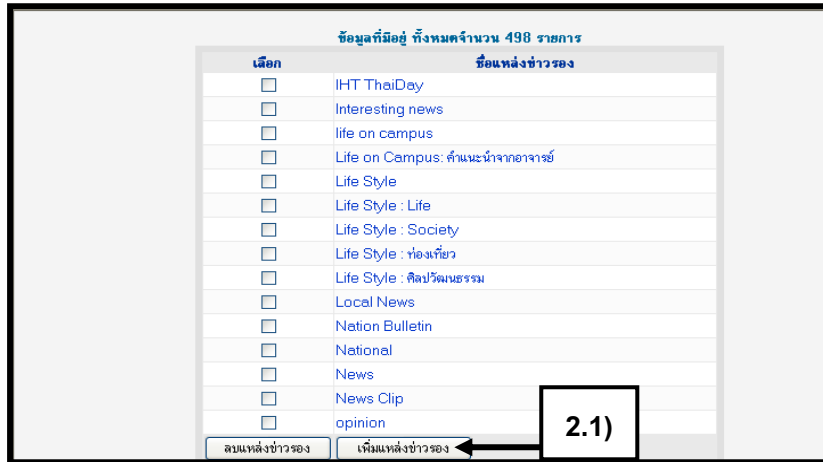 ข้อมูลที่มีอยู่ ทั้งหมดจำนวน 498 รายการ
เลือก ชื่อแหล่งข่าวรอง
IHT ThaiDay
Interesting news
life on campus
Life on Campus: คำแนะนำจากอาจารย์
Life Style
Life Style : Life
Life Style : Society
Life Style : ท่องเที่ยว
Life Style : ศิลปวัฒนธรรม
Local News
Nation Bulletin
National
News
News Clip
opinion
ลบแหล่งข่าวรอง เพิ่มแหล่งข่าวรอง 2.1)